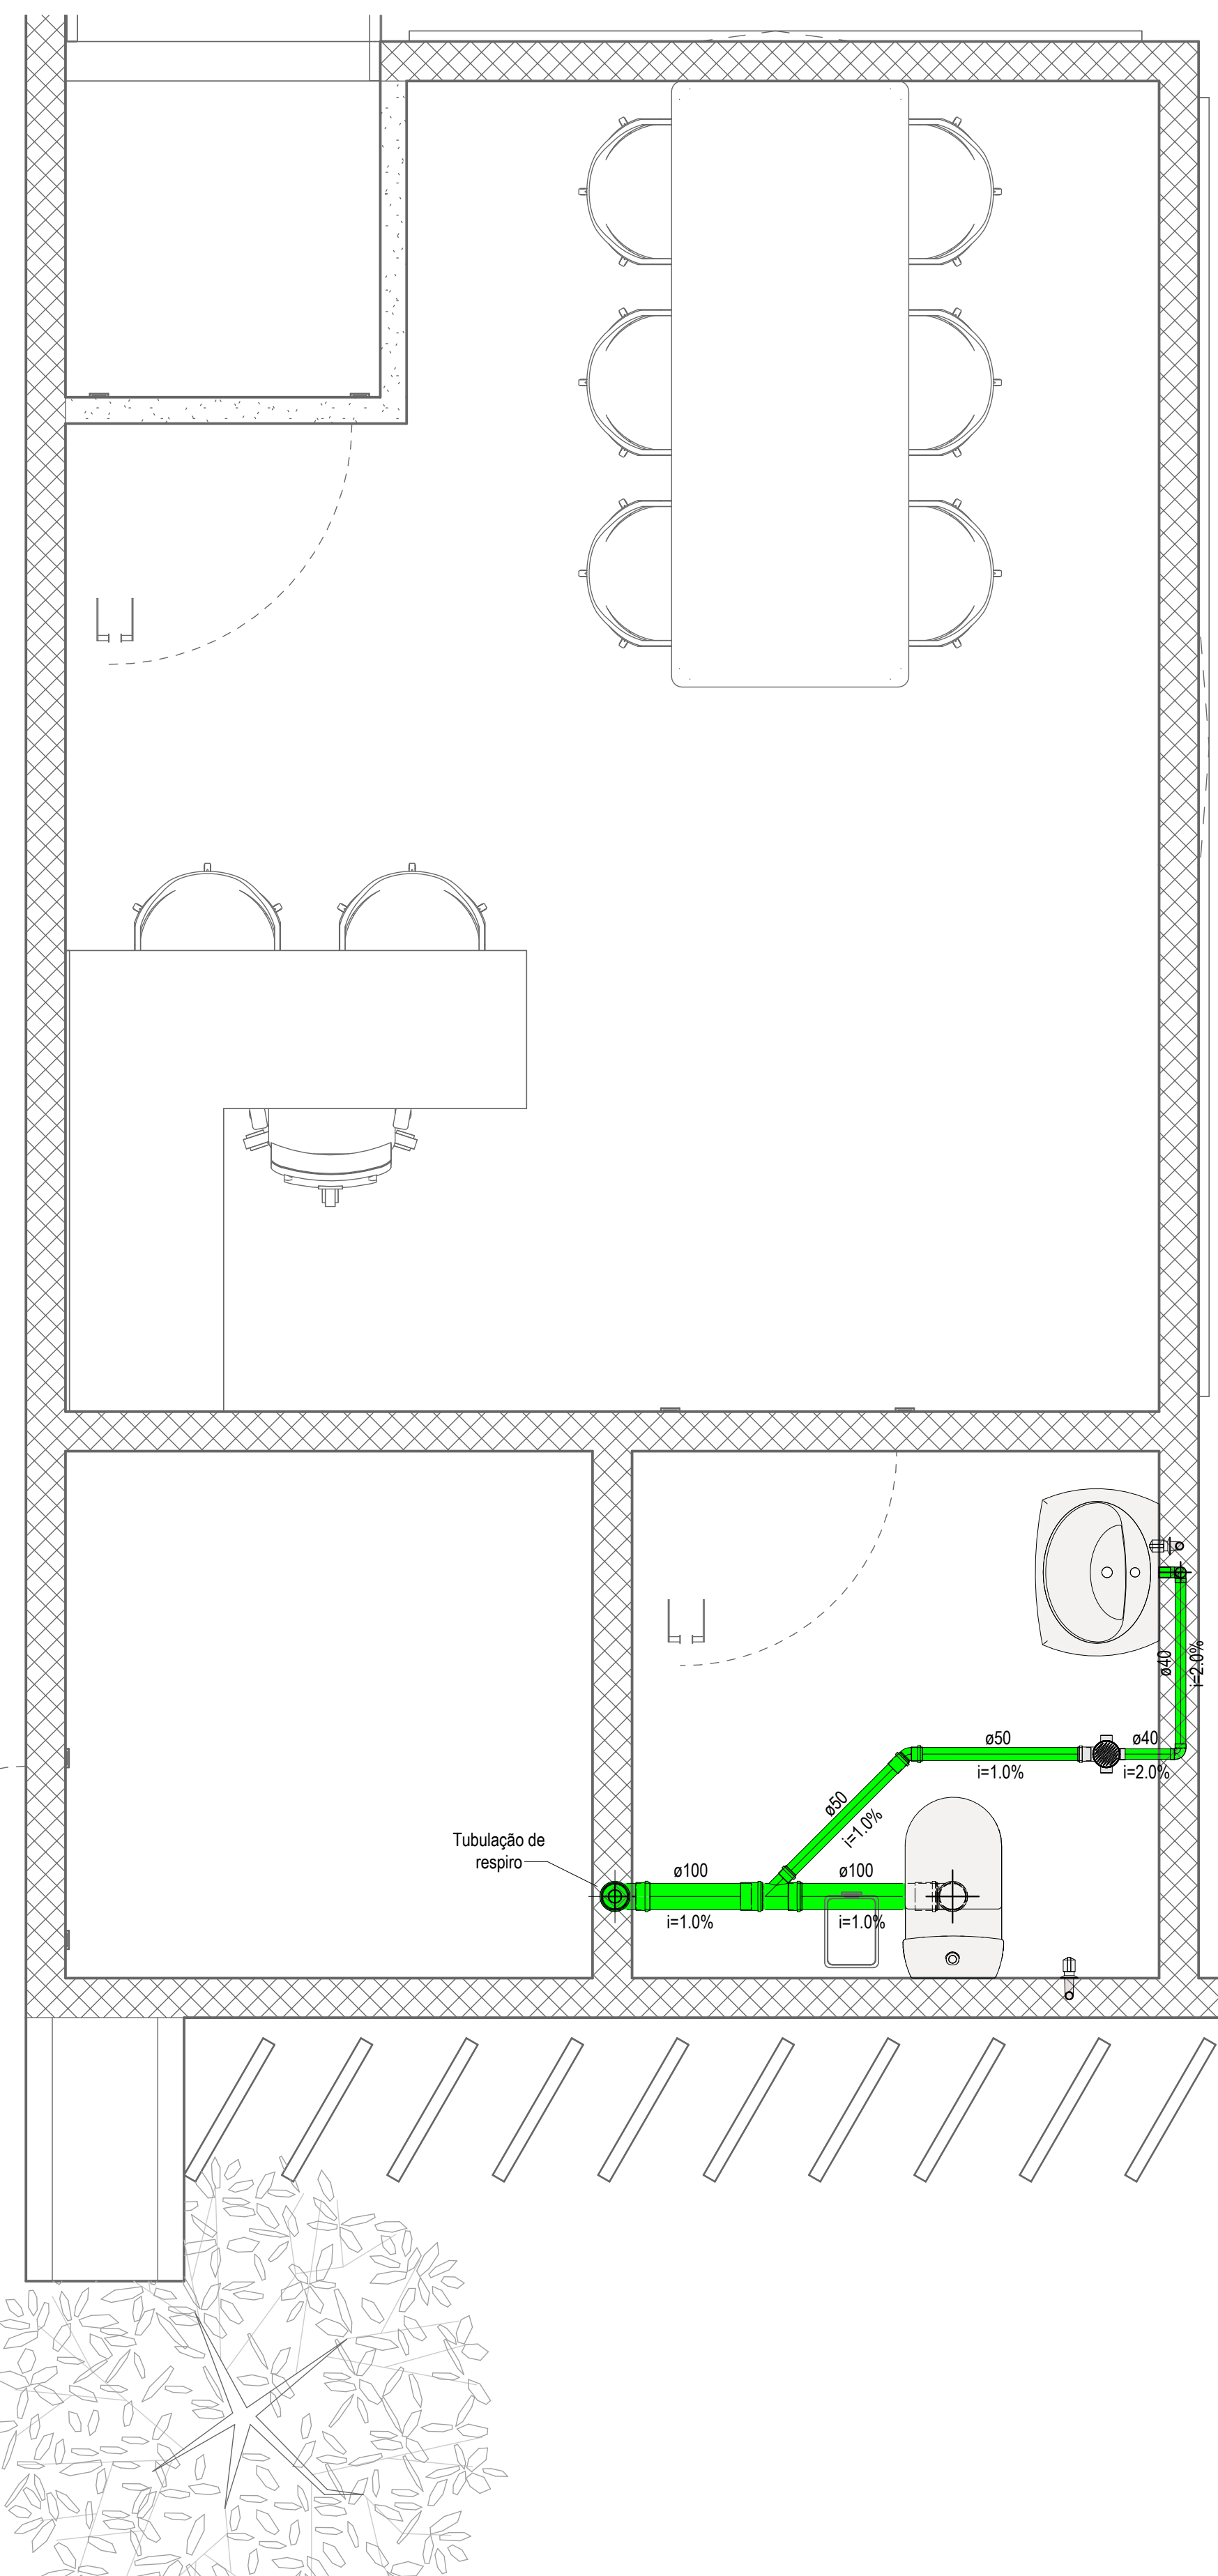 ø40
i=2.0%
ø50
i=1.0%
ø40
i=2.0%
ø50
i=1.0%
Tubulação de
respiro
ø100
i=1.0%
ø100
i=1.0%